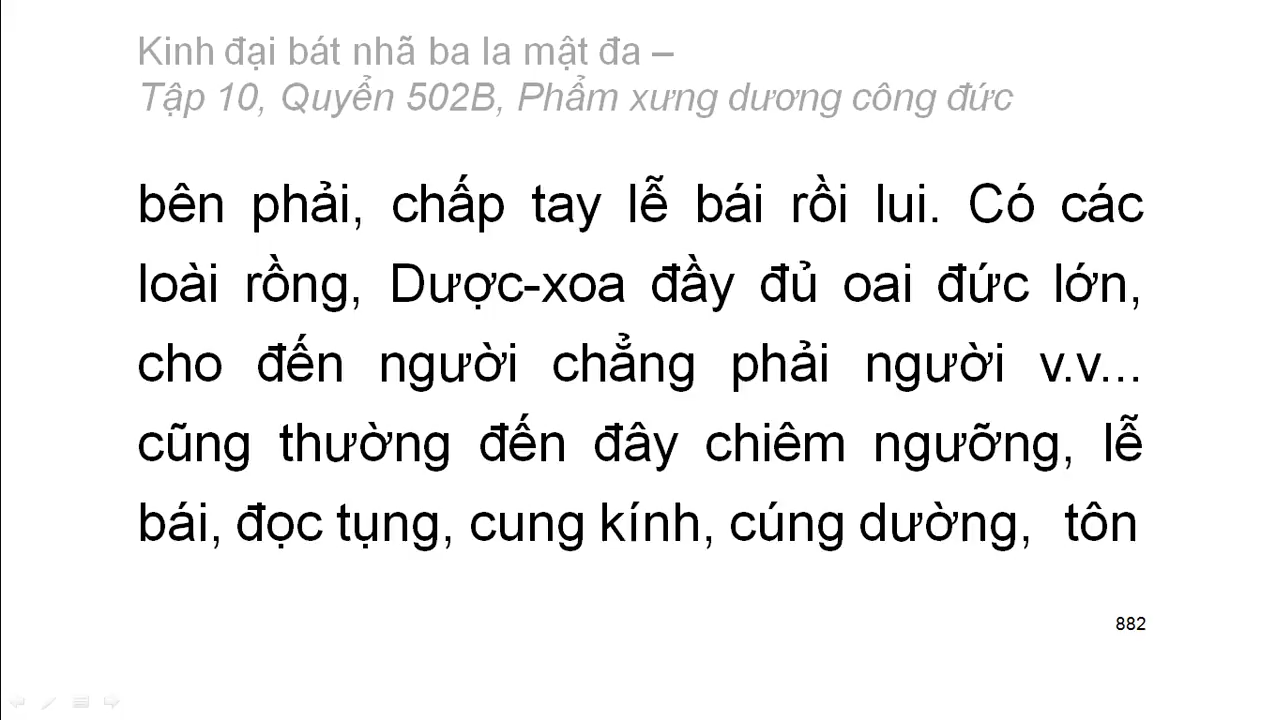 Kinh đại bát nhã ba la mật đa –
Tập 10, Quyển 502B, Phẩm xưng dương công đức
bên phải, chấp tay lễ bái rồi lui. Có các
loài rồng, Dược-xoa đầy đủ oai đức lớn,
cho đến người chẳng phải người v.v...
cũng thường đến đây chiêm ngưỡng, lễ
bái, đọc tụng, cung kính, cúng dường, tôn
882